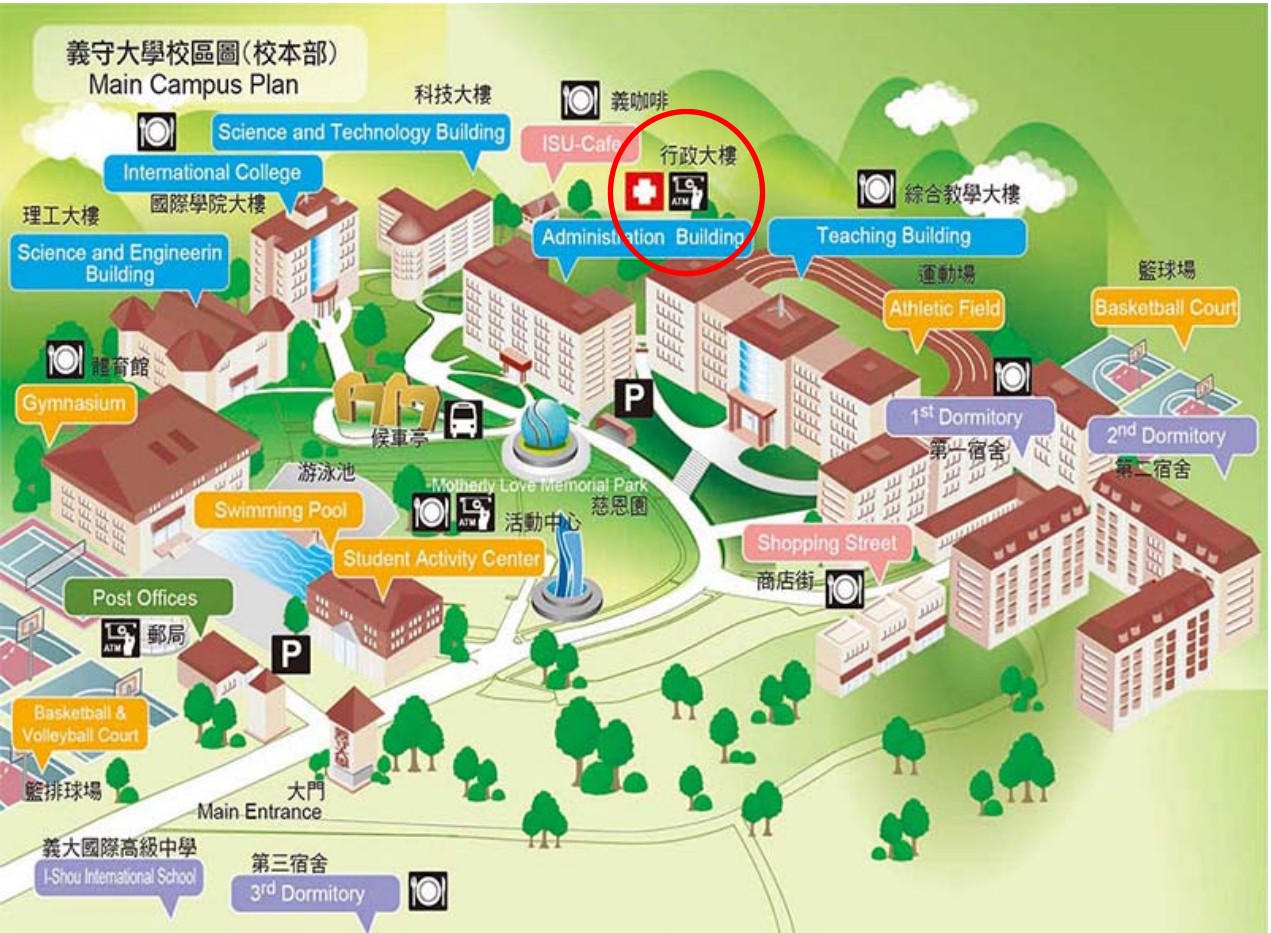 義守大學校區圖(校本部)
Main Campus Plan
科技大樓
Science and Technology Building
義咖啡
ISU-Cafe
行政大樓
ATM
Administration Building
綜合教學大樓
Teaching Building
International College
國際學院大樓
理工大樓
Science and Engineerin
Building
運動場
Athletic Field
籃球場
Basketball Court
體育館
Gymnasium
P
候車亭
1st Dormitory
第一宿舍
2nd Dormitory
第二宿舍
游泳池
Swimming Pool
Motherly Love Memorial Park
慈恩園
ATM
活動中心
Student Activity Center
Shopping Street
商店街
Post Offices
ATM
郵局
P
Basketball &
Volleyball Court
籃排球場
大門
Main Entrance
義大國際高級中學
I-Shou International School
第三宿舍
3rd Dormitory